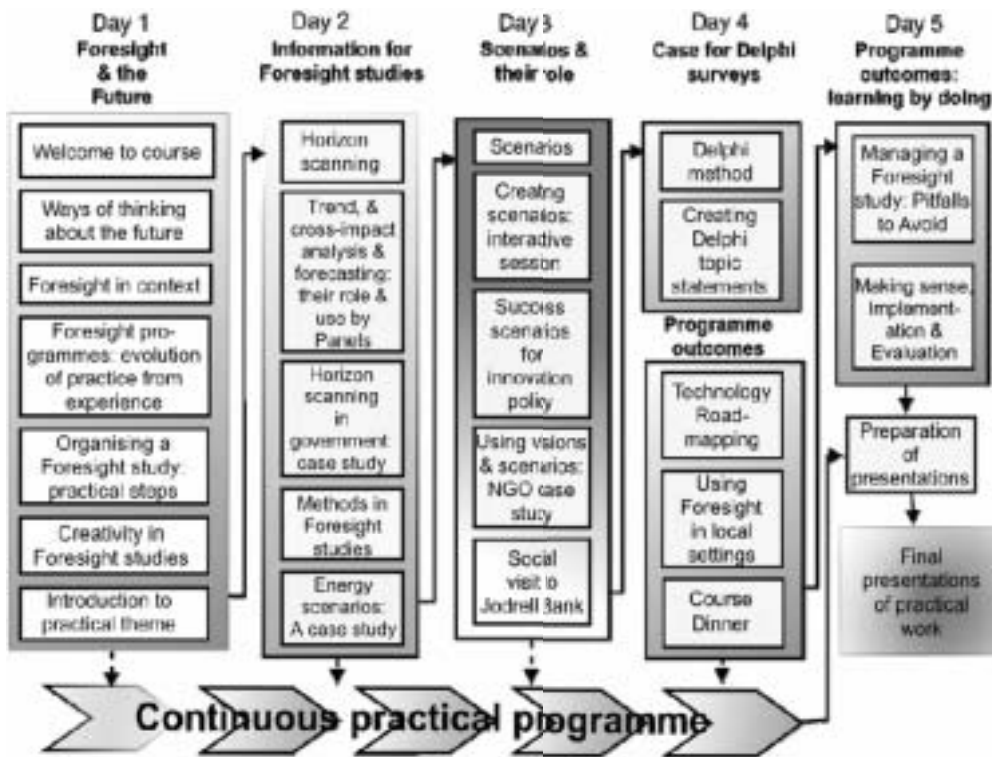 Day 1
Foresight
& the
Future
Welcome to course
Ways of thinking
about the future
Foresight in context
Foresight pro-
grammes: evolution
of practice from
experience
Organising a
Foresight study:
practical steps
Creativity in
Foresight studies
Introduction to
practical theme
Day 2
Information for
Foresight studies
Horizon
scanning
Trend, &
cross-impact
analysis &
forecasting:
their role &
use by
Panels
Horizon
scanning
in
government
case study
Methods in
Foresight
studies
Energy
scenarios:
A case study
Day 3
Scenarios &
their role
Scenarios
Creating
scenarios:
interactive
session
Success
scenarios
for
innovation
policy
Using visions
& scenarios:
NGO case
study
Social
visit to
Jodrell Bank
Day 4
Case for Delphi
surveys
Delphi
method
Creating
Delphi
topic
statements
Programme
outcomes
Technology
Road-
mapping
Using
Foresight
in local
settings
Course
Dinner
Day 5
Programme
outcomes:
learning by doing
Managing a
Foresight
study: Pitfalls
to Avoid
Making sense,
Implement-
ation &
Evaluation
Preparation
of
presentations
Final
presentations
of practical
work
Continuous practical programme